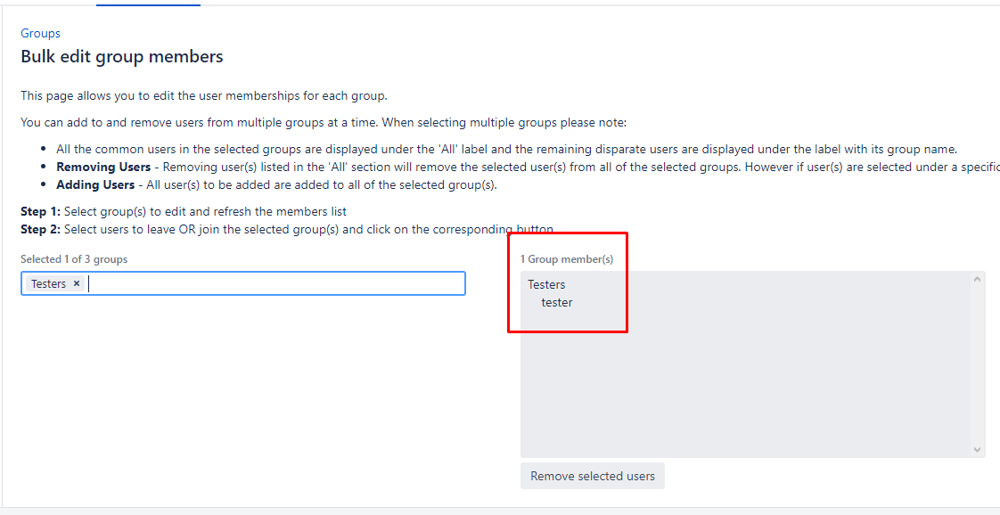 Groups
Bulk edit group members
This page allows you to edit the user memberships for each group.
You can add to and remove users from multiple groups at a time. When selecting multiple groups please note:
• All the common users in the selected groups are displayed under the 'All' label and the remaining disparate users are displayed under the label with its group name.
• Removing Users - Removing user(s) listed in the 'All' section will remove the selected user(s) from all of the selected groups. However if user(s) are selected under a specific
• Adding Users - All user(s) to be added are added to all of the selected group(s).
Step 1: Select group(s) to edit and refresh the members list
Step 2: Select users to leave OR join the selected group(s) and click on the corresponding button
Selected 1 of 3 groups
Testers ×
1 Group member(s)
Testers
tester
Remove selected users